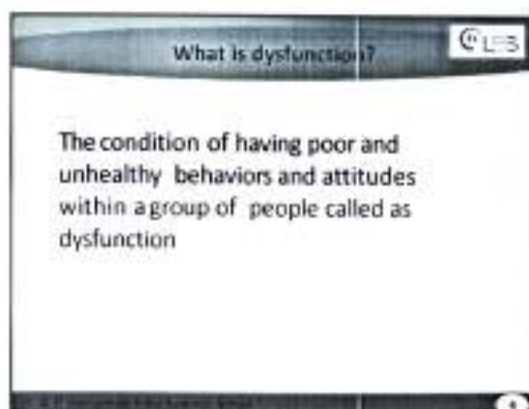 What is dysfunction?
The condition of having poor and
unhealthy behaviors and attitudes
within a group of people called as
dysfunction